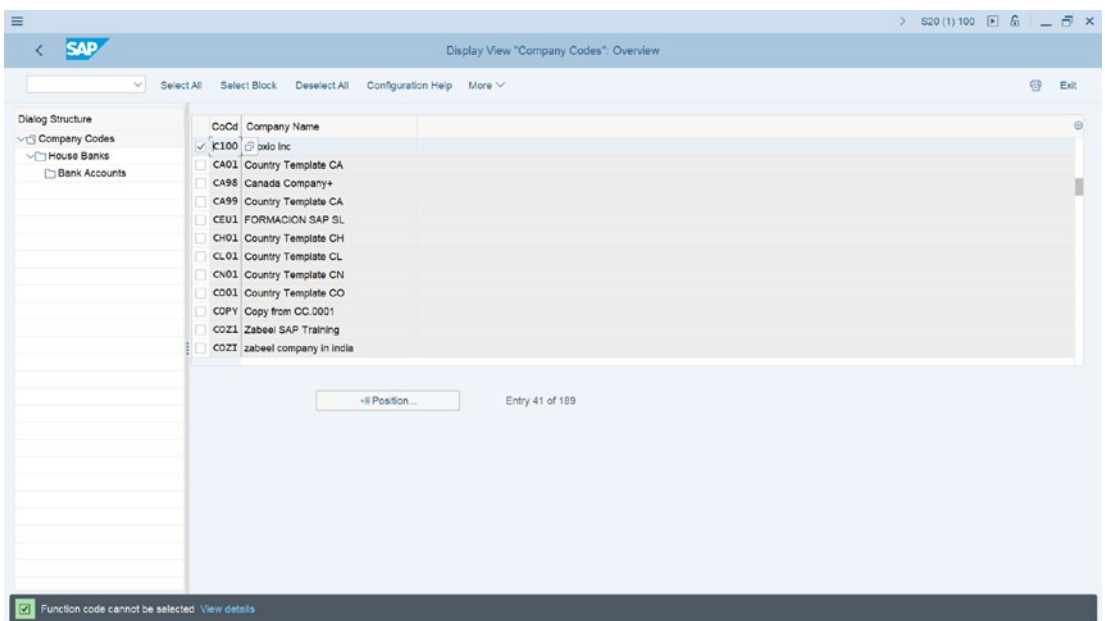 S20 (1) 100
SAP
Display View "Company Codes": Overview
Select All Select Block Deselect All Configuration Help More Exit
Dialog Structure
Company Codes
House Banks
Bank Accounts
CoCd Company Name
C100 oxlo Inc
CA01 Country Template CA
CA98 Canada Company+
CA99 Country Template CA
CEU1 FORMACION SAP SL
CH01 Country Template CH
CL01 Country Template CL
CN01 Country Template CN
CO01 Country Template CO
COPY Copy from CC.0001
COZ1 Zabeel SAP Training
COZI zabeel company in india
Position... Entry 41 of 189
Function code cannot be selected View details